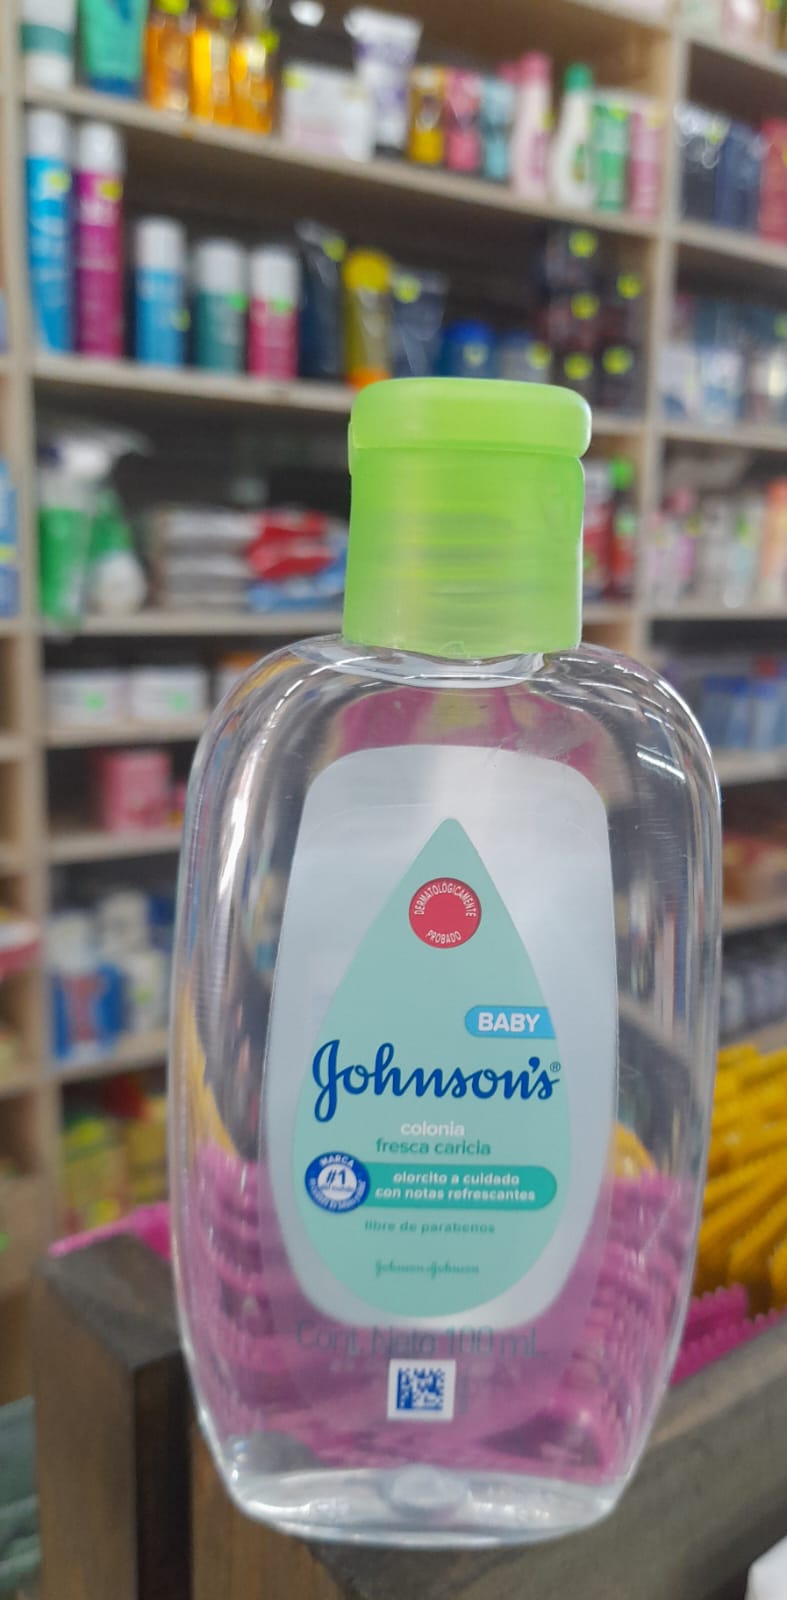 DERMATOLÓGICAMENTE
PROBADO
BABY
Johnson's®
colonia
fresca caricia
MARCA
#1
olorcito a cuidado
con notas refrescantes
libre de parabenos
Johnson & Johnson
Cont. Neto 100 mL